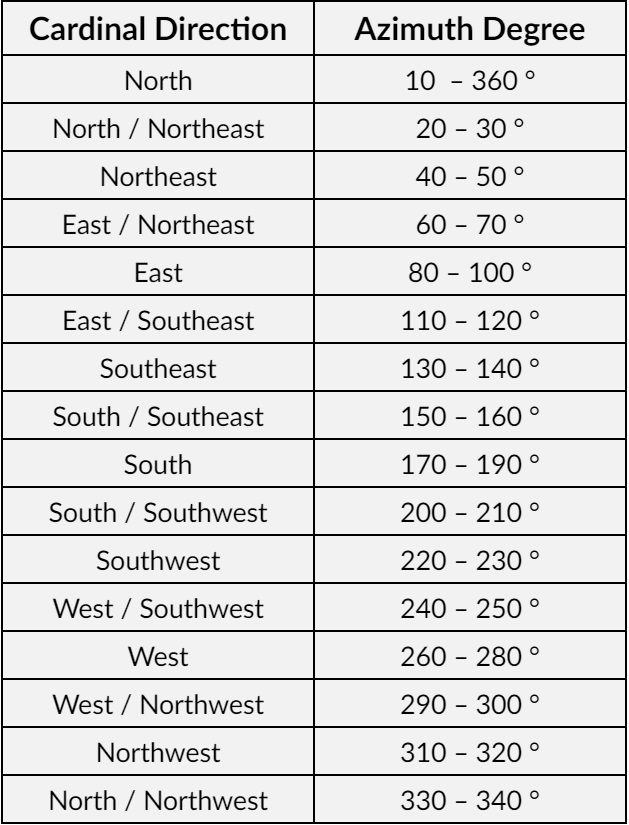 Cardinal Direction Azimuth Degree
North 10  – 360 °
North / Northeast 20 – 30 °
Northeast 40 – 50 °
East / Northeast 60 – 70 °
East 80 – 100 °
East / Southeast 110 – 120 °
Southeast 130 – 140 °
South / Southeast 150 – 160 °
South 170 – 190 °
South / Southwest 200 – 210 °
Southwest 220 – 230 °
West / Southwest 240 – 250 °
West 260 – 280 °
West / Northwest 290 – 300 °
Northwest 310 – 320 °
North / Northwest 330 – 340 °